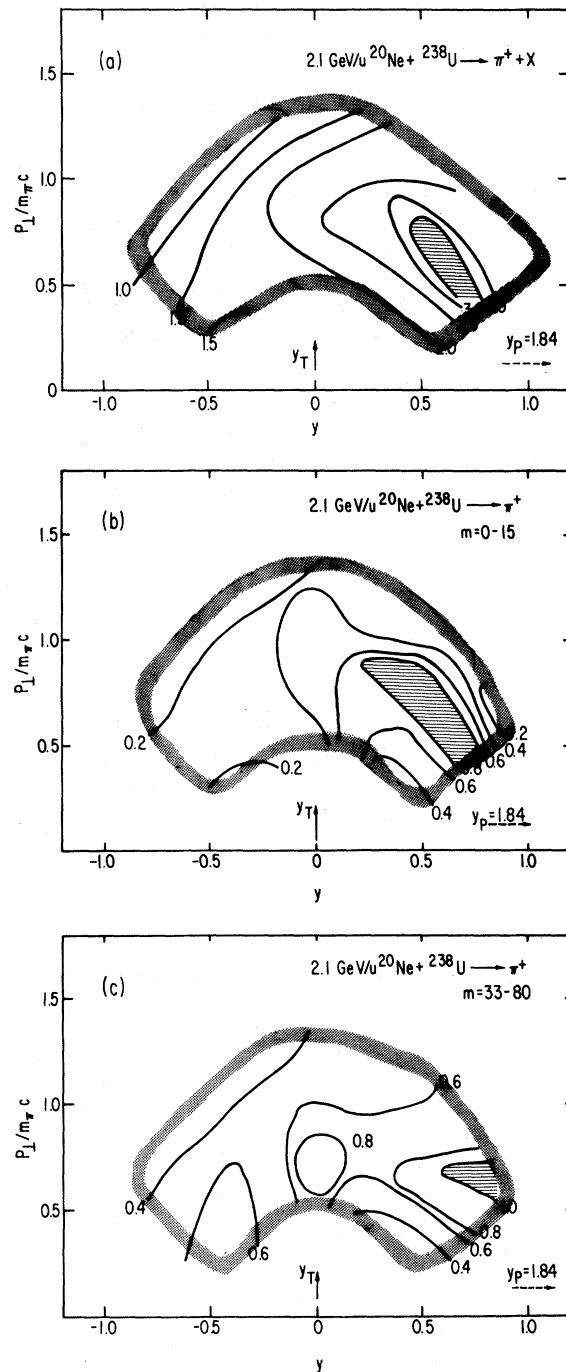 (a)
2.1 GeV/u ²⁰Ne + ²³⁸U → π⁺ + X
1.5
1.0
0.5
0
P⊥/mπc
1.0
1.5
y_T
y_P=1.84
-1.0 -0.5 0 0.5 1.0
y
(b)
2.1 GeV/u ²⁰Ne + ²³⁸U → π⁺
m=0-15
1.5
1.0
0.5
0
P⊥/mπc
0.2
0.2
0.2
0.4
0.6
0.6
0.4
y_T
y_P=1.84
-1.0 -0.5 0 0.5 1.0
y
(c)
2.1 GeV/u ²⁰Ne + ²³⁸U → π⁺
m=33-80
1.5
1.0
0.5
0
P⊥/mπc
0.6
0.8
0.4
0.6
0.8
0.6
0.4
y_T
y_P=1.84
-1.0 -0.5 0 0.5 1.0
y